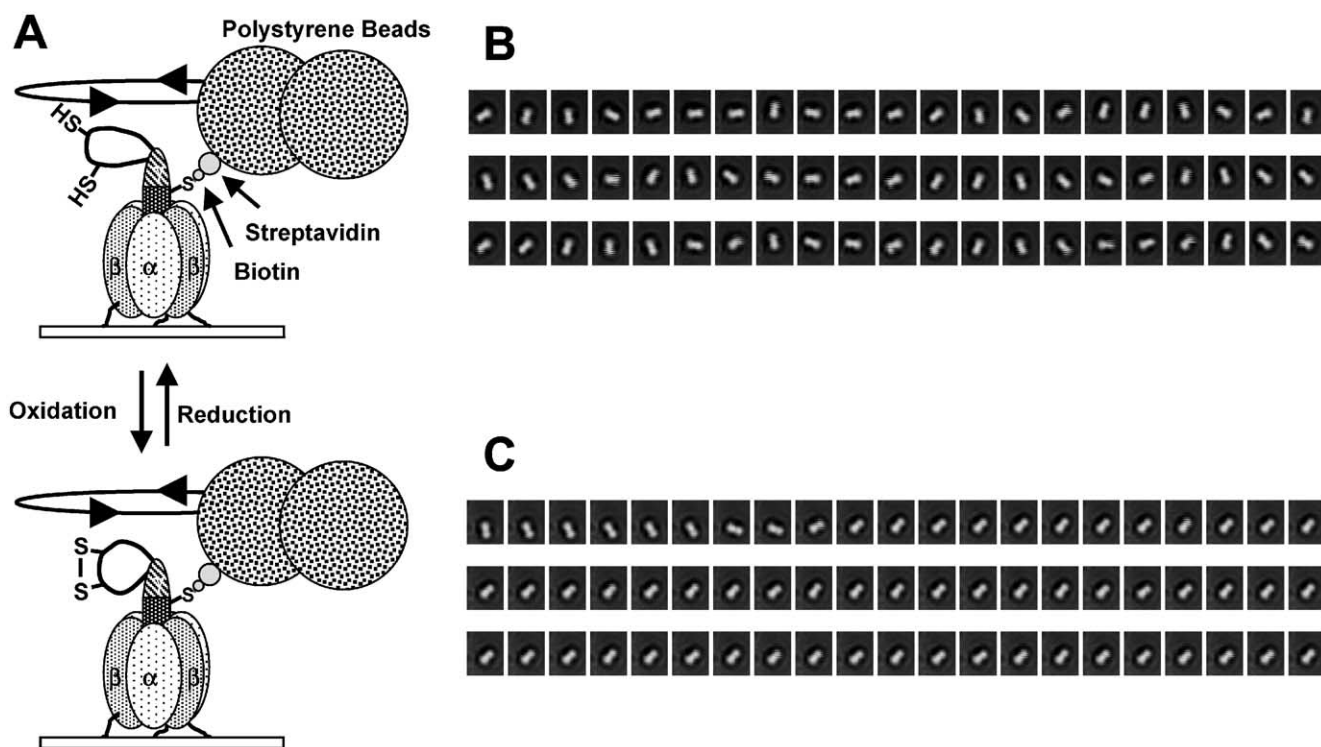 A
Polystyrene Beads
HS
HS
S
Streptavidin
Biotin
β α β
Oxidation
Reduction
S
S
S
β α β
B
C